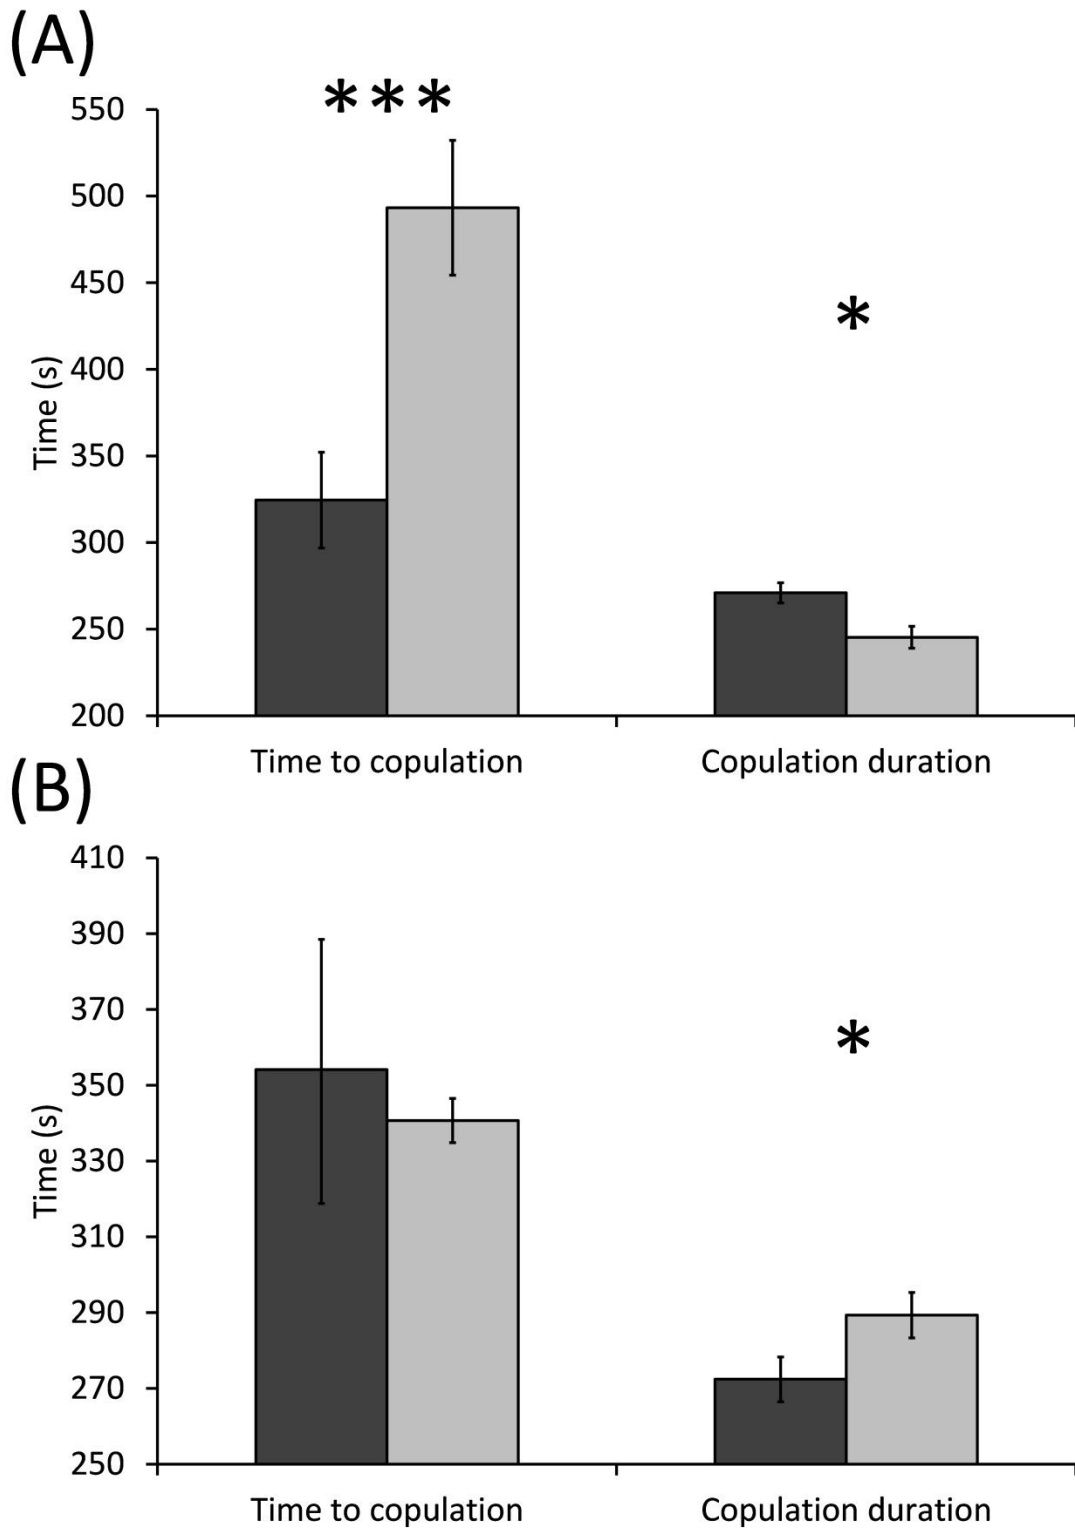 (A)
***
550
500
450
*
400
350
300
250
200
Time (s)
Time to copulation
Copulation duration
(B)
410
390
370
*
350
330
310
290
270
250
Time (s)
Time to copulation
Copulation duration